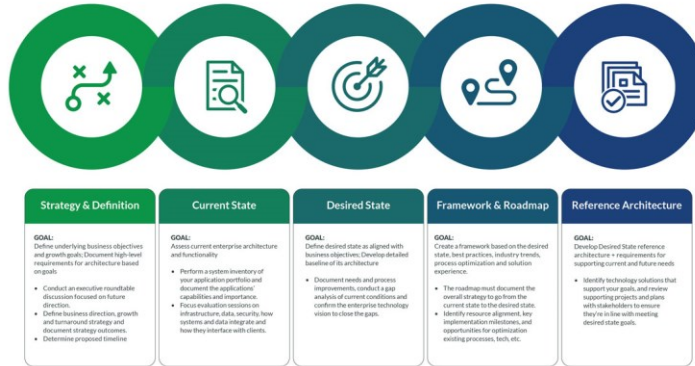 Strategy & Definition
GOAL:
Define underlying business objectives
and growth goals; Document high-level
requirements for architecture based on
goals
• Conduct an executive roundtable
discussion focused on future
direction.
• Define business direction, growth
and turnaround strategy and
document strategy outcomes.
• Determine proposed timeline
Current State
GOAL:
Assess current enterprise architecture
and functionality
• Perform a system inventory of
your application portfolio and
document the applications'
capabilities and importance.
• Focus evaluation sessions on
infrastructure, data, security, how
systems and data integrate and
how they interface with clients.
Desired State
GOAL:
Define desired state as aligned with
business objectives; Develop detailed
baseline of its architecture
• Document needs and process
improvements, conduct a gap
analysis of current conditions and
confirm the enterprise technology
vision to close the gaps.
Framework & Roadmap
GOAL:
Create a framework based on the desired
state, best practices, industry trends,
process optimization and solution
experience.
• The roadmap must document the
overall strategy to go from the
current state to the desired state.
• Identify resource alignment, key
implementation milestones, and
opportunities for optimization
existing processes, tech, etc.
Reference Architecture
GOAL:
Develop Desired State reference
architecture + requirements for
supporting current and future needs
• Identify technology solutions that
support your goals, and review
supporting projects and plans
with stakeholders to ensure
they're in line with meeting
desired state goals.